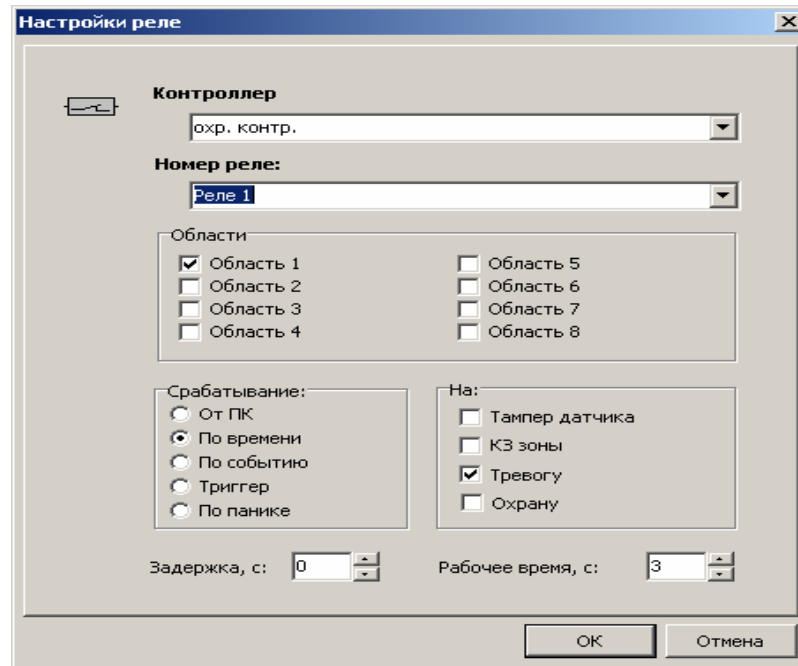 Настройки реле
Контроллер
охр. контр.
Номер реле:
Реле 1
Области
Область 1
Область 2
Область 3
Область 4
Область 5
Область 6
Область 7
Область 8
Срабатывание:
От ПК
По времени
По событию
Триггер
По панике
На:
Тампер датчика
КЗ зоны
Тревогу
Охрану
Задержка, с: 0
Рабочее время, с: 3
OK
Отмена